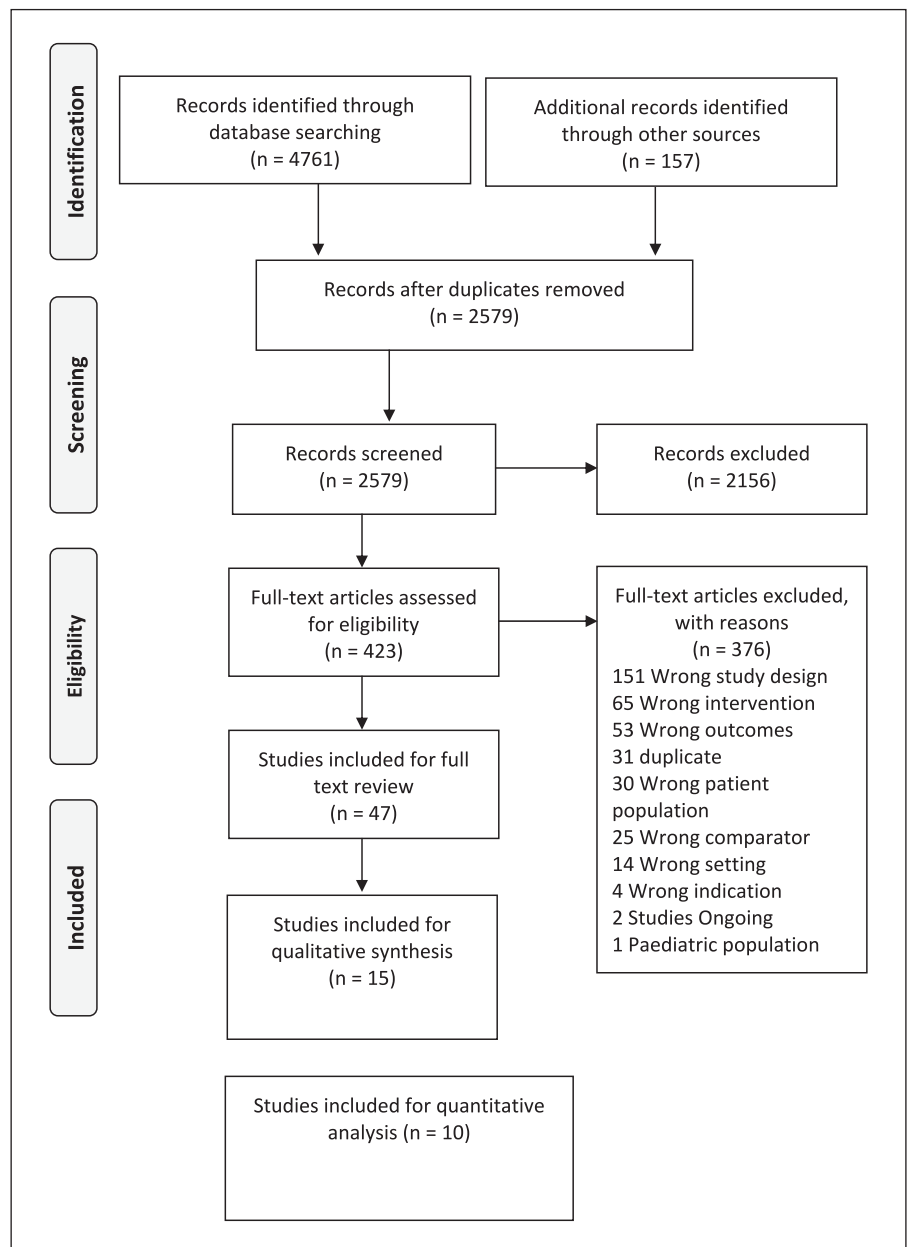 Identification
Records identified through
database searching
(n = 4761)
Additional records identified
through other sources
(n = 157)
Records after duplicates removed
(n = 2579)
Screening
Records screened
(n = 2579)
Records excluded
(n = 2156)
Eligibility
Full-text articles assessed
for eligibility
(n = 423)
Full-text articles excluded,
with reasons
(n = 376)
151 Wrong study design
65 Wrong intervention
53 Wrong outcomes
31 duplicate
30 Wrong patient
population
25 Wrong comparator
14 Wrong setting
4 Wrong indication
2 Studies Ongoing
1 Paediatric population
Studies included for full
text review
(n = 47)
Included
Studies included for
qualitative synthesis
(n = 15)
Studies included for quantitative
analysis (n = 10)